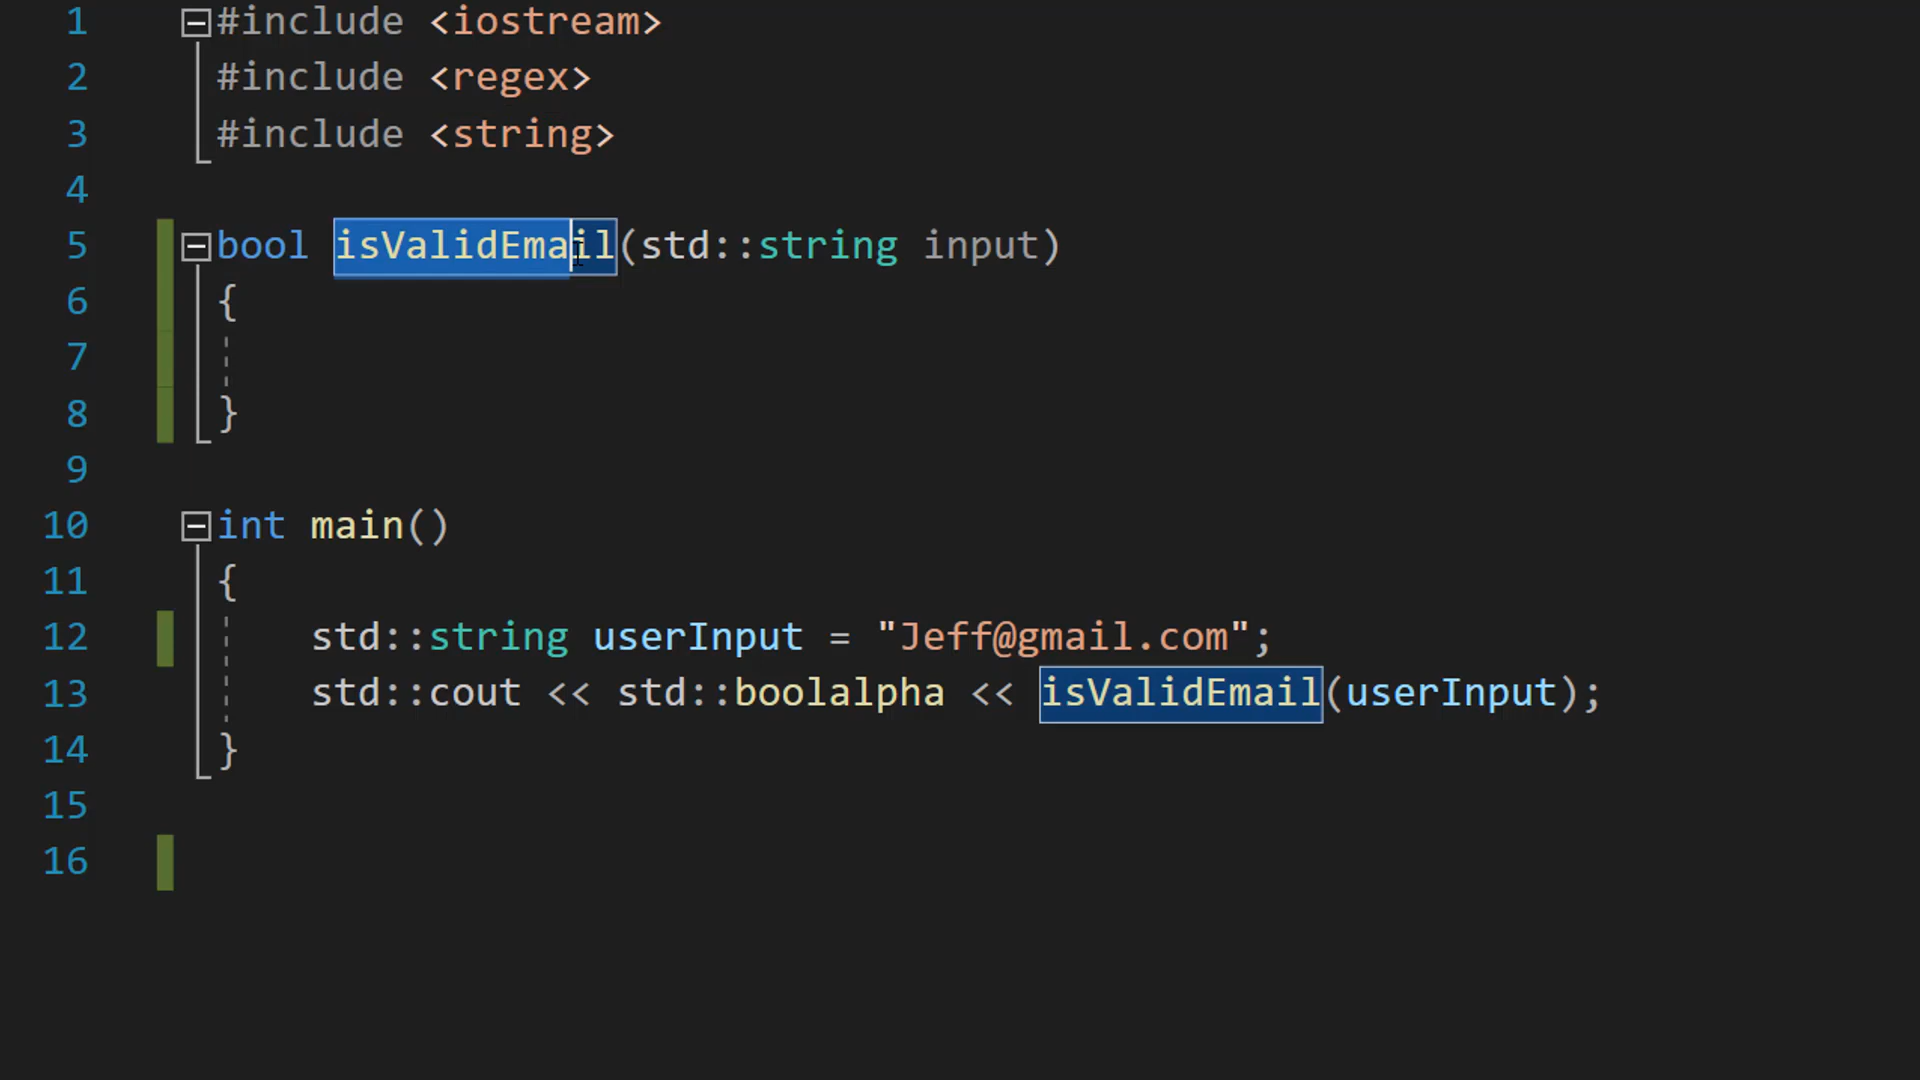 1 #include <iostream>
2 #include <regex>
3 #include <string>
4
5 bool isValidEmail(std::string input)
6 {
7
8 }
9
10 int main()
11 {
12 std::string userInput = "Jeff@gmail.com";
13 std::cout << std::boolalpha << isValidEmail(userInput);
14 }
15
16